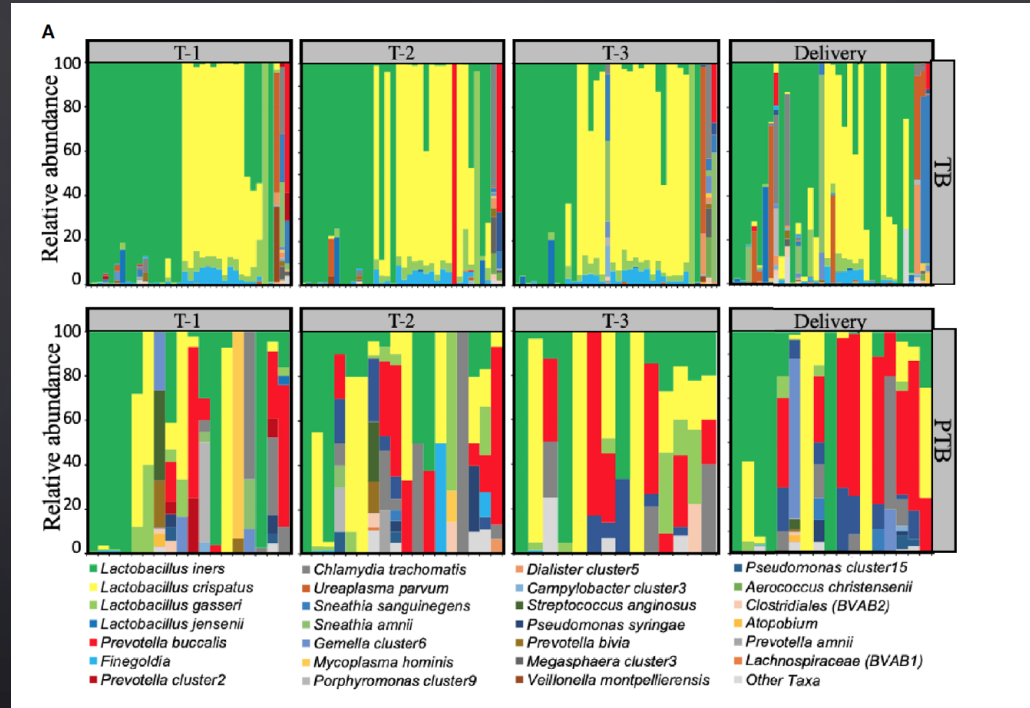 A
T-1 T-2 T-3 Delivery
Relative abundance
100
80
60
40
20
0
TB
T-1 T-2 T-3 Delivery
Relative abundance
100
80
60
40
20
0
PTB
Lactobacillus iners
Lactobacillus crispatus
Lactobacillus gasseri
Lactobacillus jensenii
Prevotella buccalis
Finegoldia
Prevotella cluster2
Chlamydia trachomatis
Ureaplasma parvum
Sneathia sanguinegens
Sneathia amnii
Gemella cluster6
Mycoplasma hominis
Porphyromonas cluster9
Dialister cluster5
Campylobacter cluster3
Streptococcus anginosus
Pseudomonas syringae
Prevotella bivia
Megasphaera cluster3
Veillonella montpellierensis
Pseudomonas cluster15
Aerococcus christensenii
Clostridiales (BVAB2)
Atopobium
Prevotella amnii
Lachnospiraceae (BVAB1)
Other Taxa